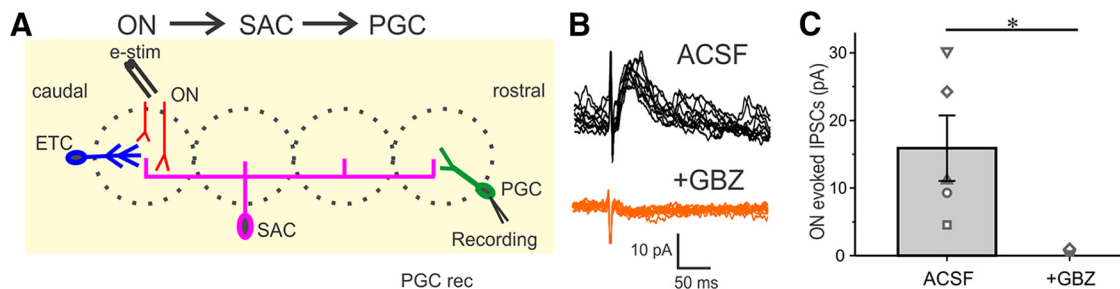 A
ON → SAC → PGC
e-stim
caudal
ON
rostral
ETC
PGC
SAC
Recording
PGC rec
B
ACSF
+GBZ
10 pA
50 ms
C
*
ON evoked IPSCs (pA)
30
20
10
0
ACSF
+GBZ